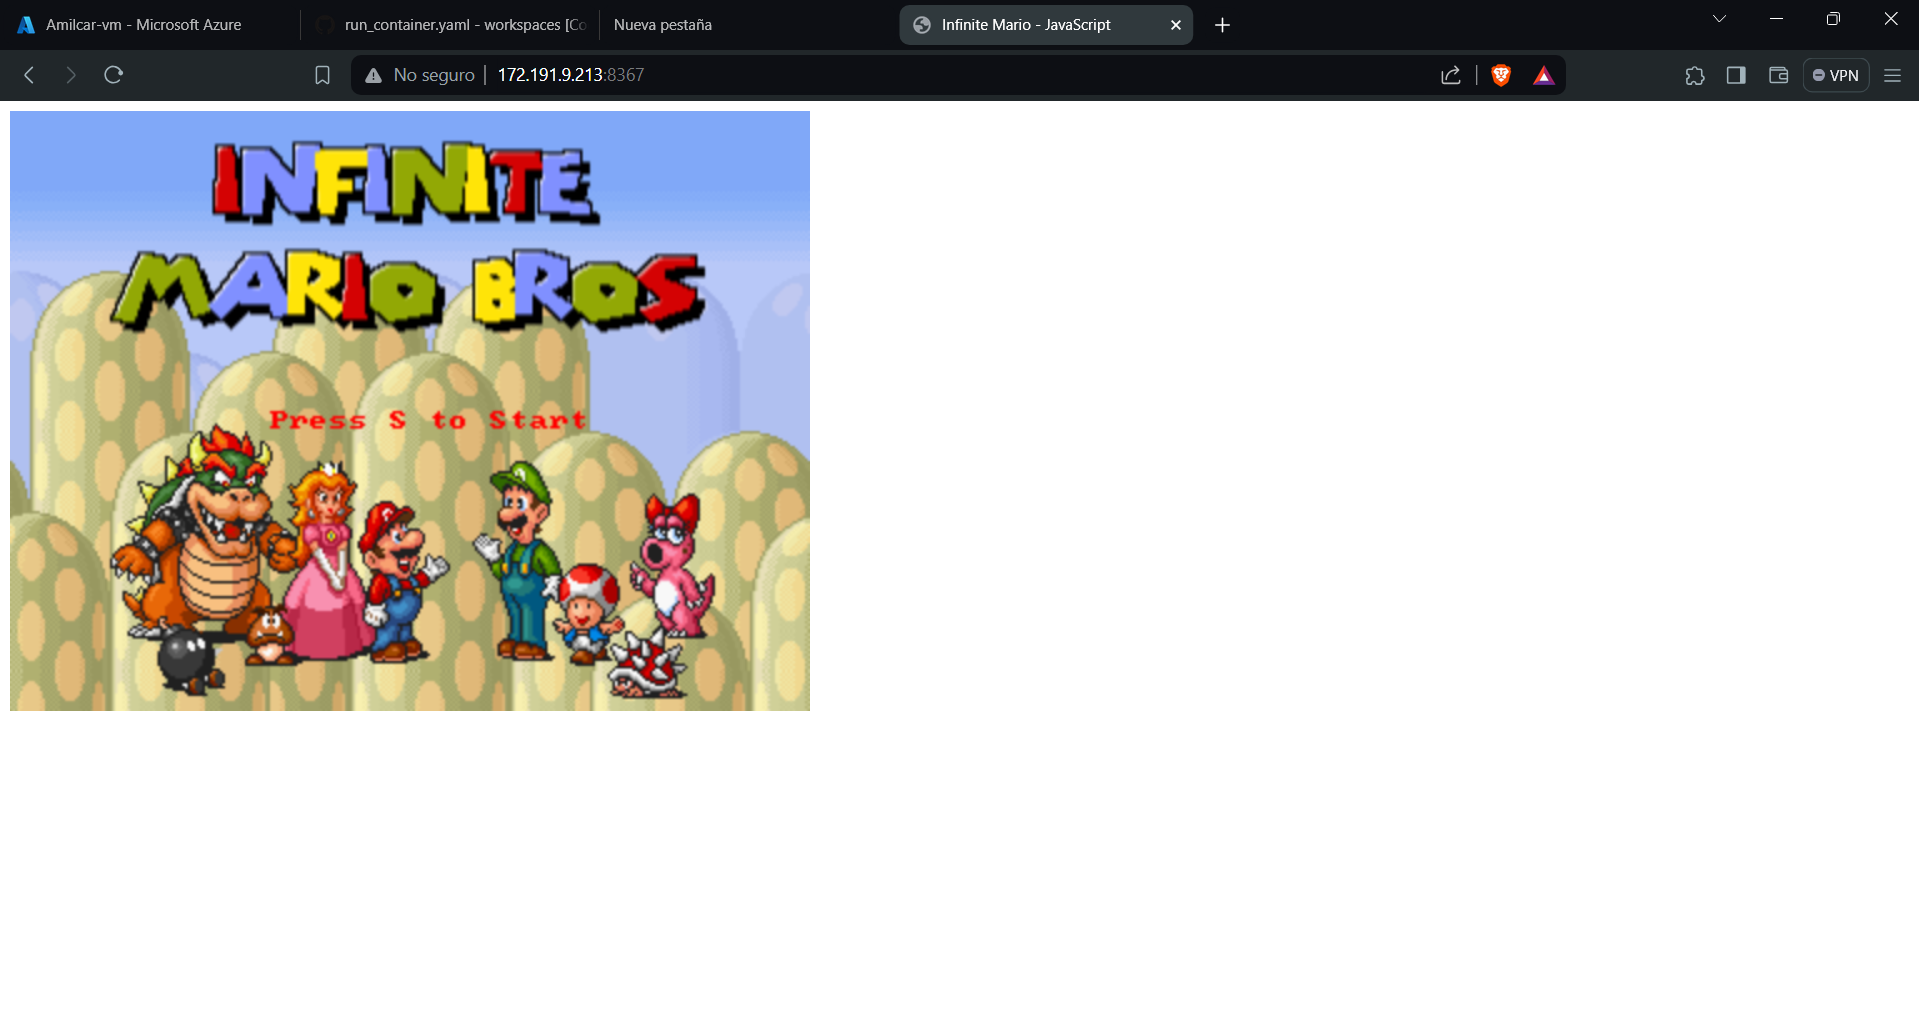 Amilcar-vm - Microsoft Azure
run_container.yaml - workspaces [Co
Nueva pestaña
Infinite Mario - JavaScript
No seguro
172.191.9.213:8367
VPN
INFINITE
MARIO BROS
Press S to Start